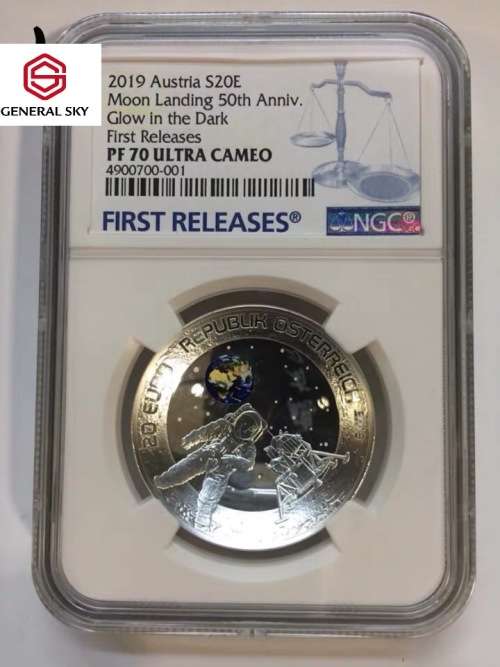 GENERAL SKY
2019 Austria S20E
Moon Landing 50th Anniv.
Glow in the Dark
First Releases
PF 70 ULTRA CAMEO
4900700-001
FIRST RELEASES®
NGC®
20 EURO REPUBLIK ÖSTERREICH 2019